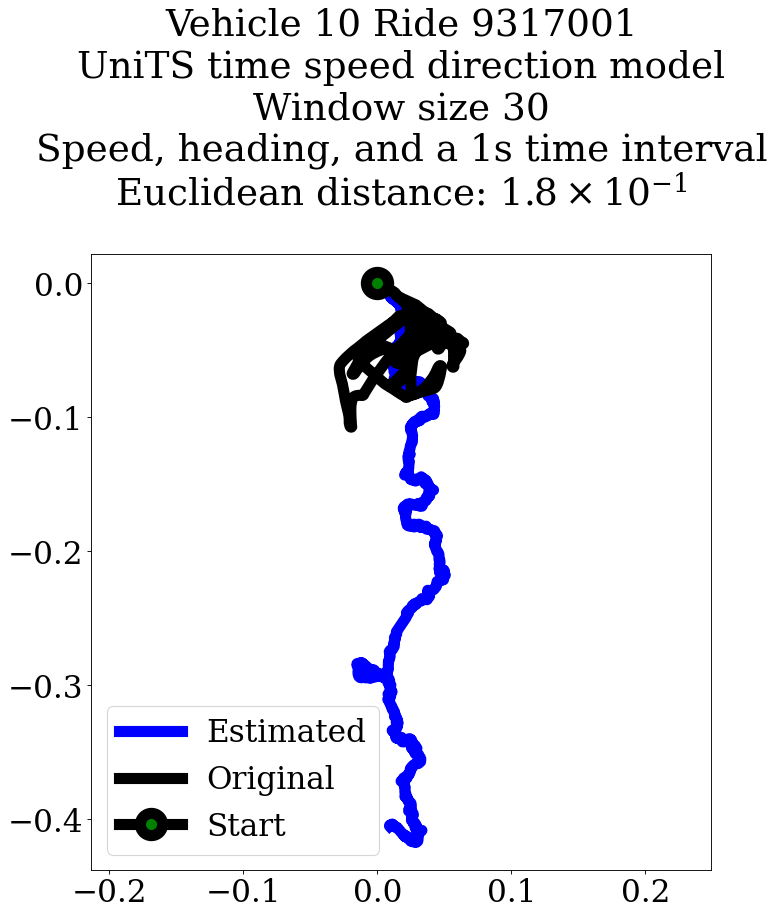 Vehicle 10 Ride 9317001
UniTS time speed direction model
Window size 30
Speed, heading, and a 1s time interval
Euclidean distance: 1.8 × 10⁻¹
0.0
−0.1
−0.2
−0.3
−0.4
Estimated
Original
Start
−0.2 −0.1 0.0 0.1 0.2